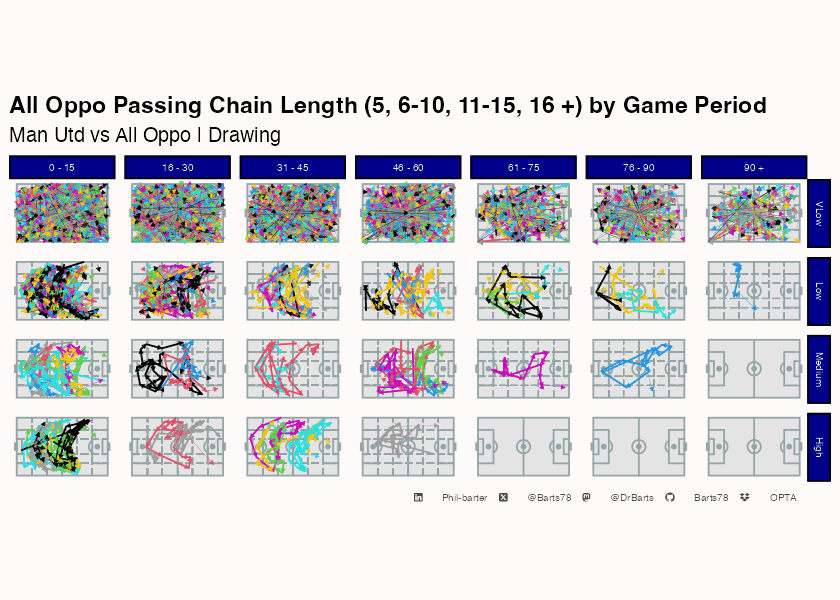 All Oppo Passing Chain Length (5, 6-10, 11-15, 16 +) by Game Period
Man Utd vs All Oppo I Drawing
0 - 15 16 - 30 31 - 45 46 - 60 61 - 75 76 - 90 90 +
VLow
Low
Medium
High
Phil-barter @Barts78 @DrBarts Barts78 OPTA